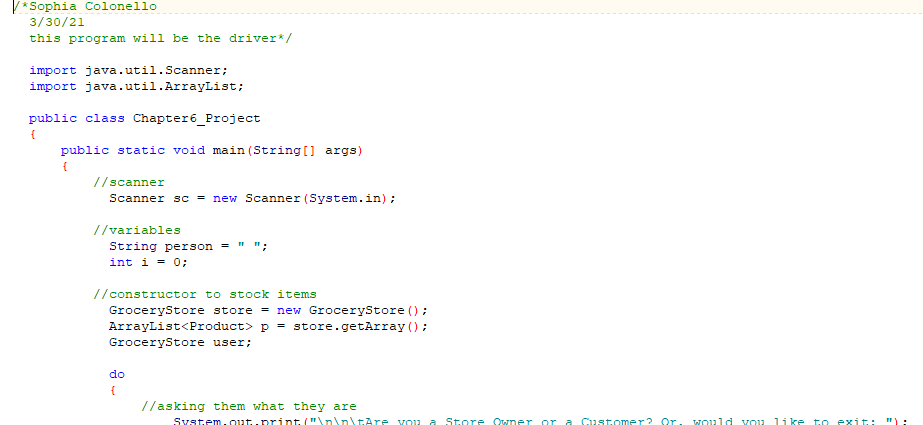 /*Sophia Colonello
3/30/21
this program will be the driver*/
import java.util.Scanner;
import java.util.ArrayList;
public class Chapter6_Project
{
public static void main(String[] args)
{
//scanner
Scanner sc = new Scanner(System.in);
//variables
String person = " ";
int i = 0;
//constructor to stock items
GroceryStore store = new GroceryStore();
ArrayList<Product> p = store.getArray();
GroceryStore user;
do
{
//asking them what they are
System.out.print("\n\n\tAre you a Store Owner or a Customer? Or, would you like to exit: ");